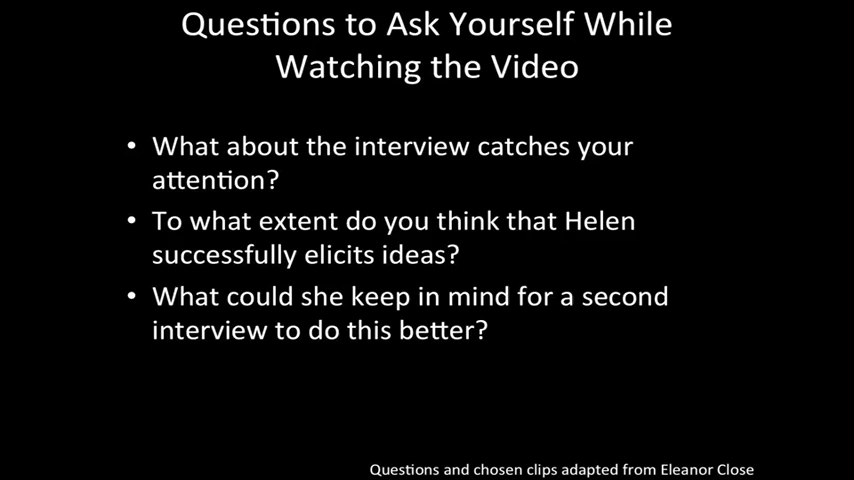 Questions to Ask Yourself While
Watching the Video
• What about the interview catches your
attention?
• To what extent do you think that Helen
successfully elicits ideas?
• What could she keep in mind for a second
interview to do this better?
Questions and chosen clips adapted from Eleanor Close